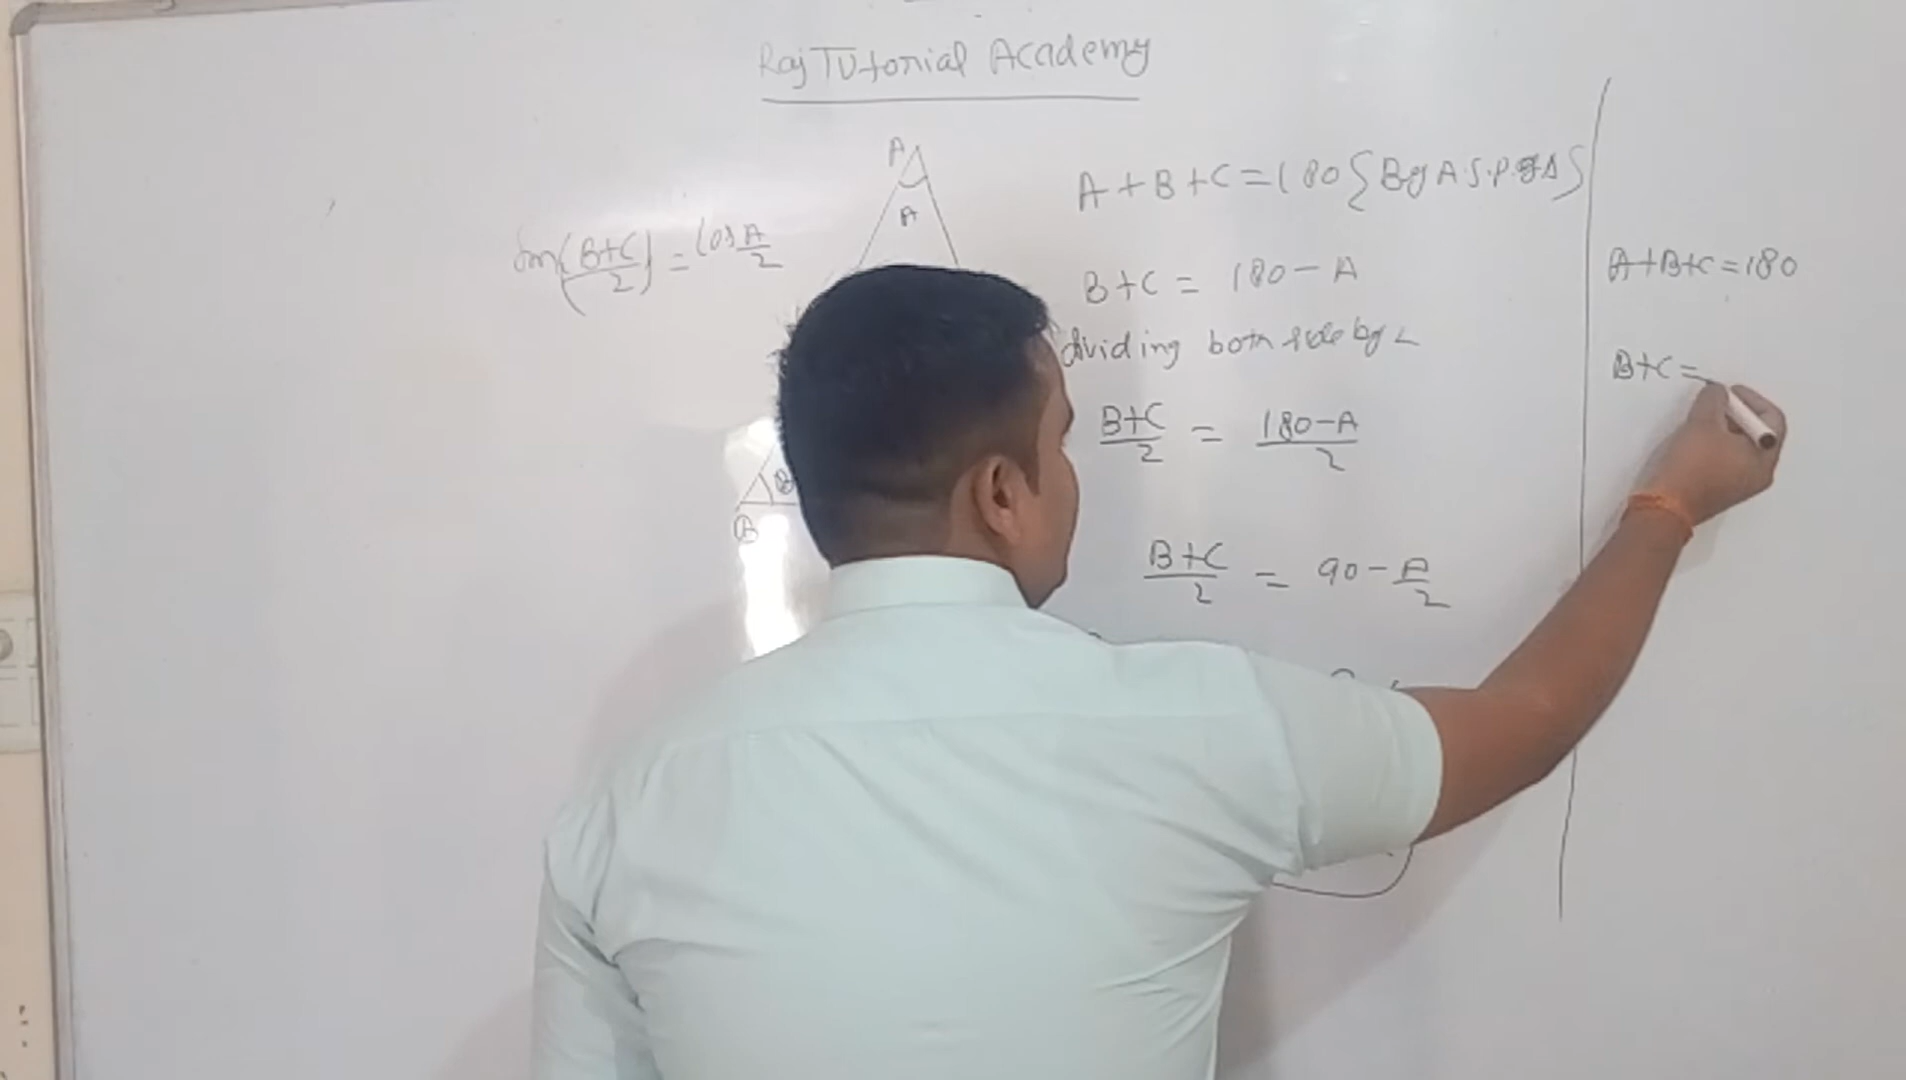 Raj Tutorial Academy
sin(B+C/2) = cos A/2
A
A
B
B
A+B+C=180 {By A.S.P of Δ}
B+C = 180-A
dividing both side by 2
B+C/2 = 180-A/2
B+C/2 = 90-A/2
A+B+C=180
B+C=